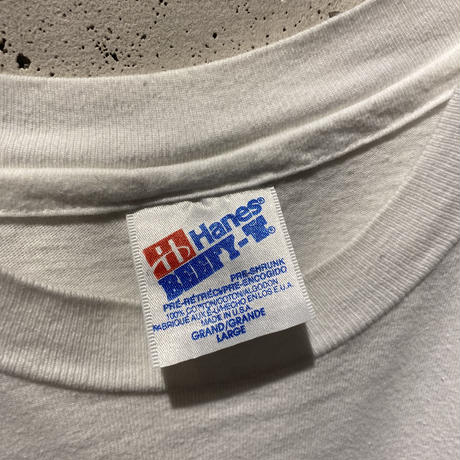 Hanes®
BEEFY-T®
PRE-SHRUNK
PRÉ-RÉTRÉCI/PRE-ENCOGIDO
100% COTTON/COTON/ALGODON
FABRIQUÉ AUX É-U/HECHO EN LOS E.U.A.
MADE IN U.S.A.
GRAND/GRANDE
LARGE